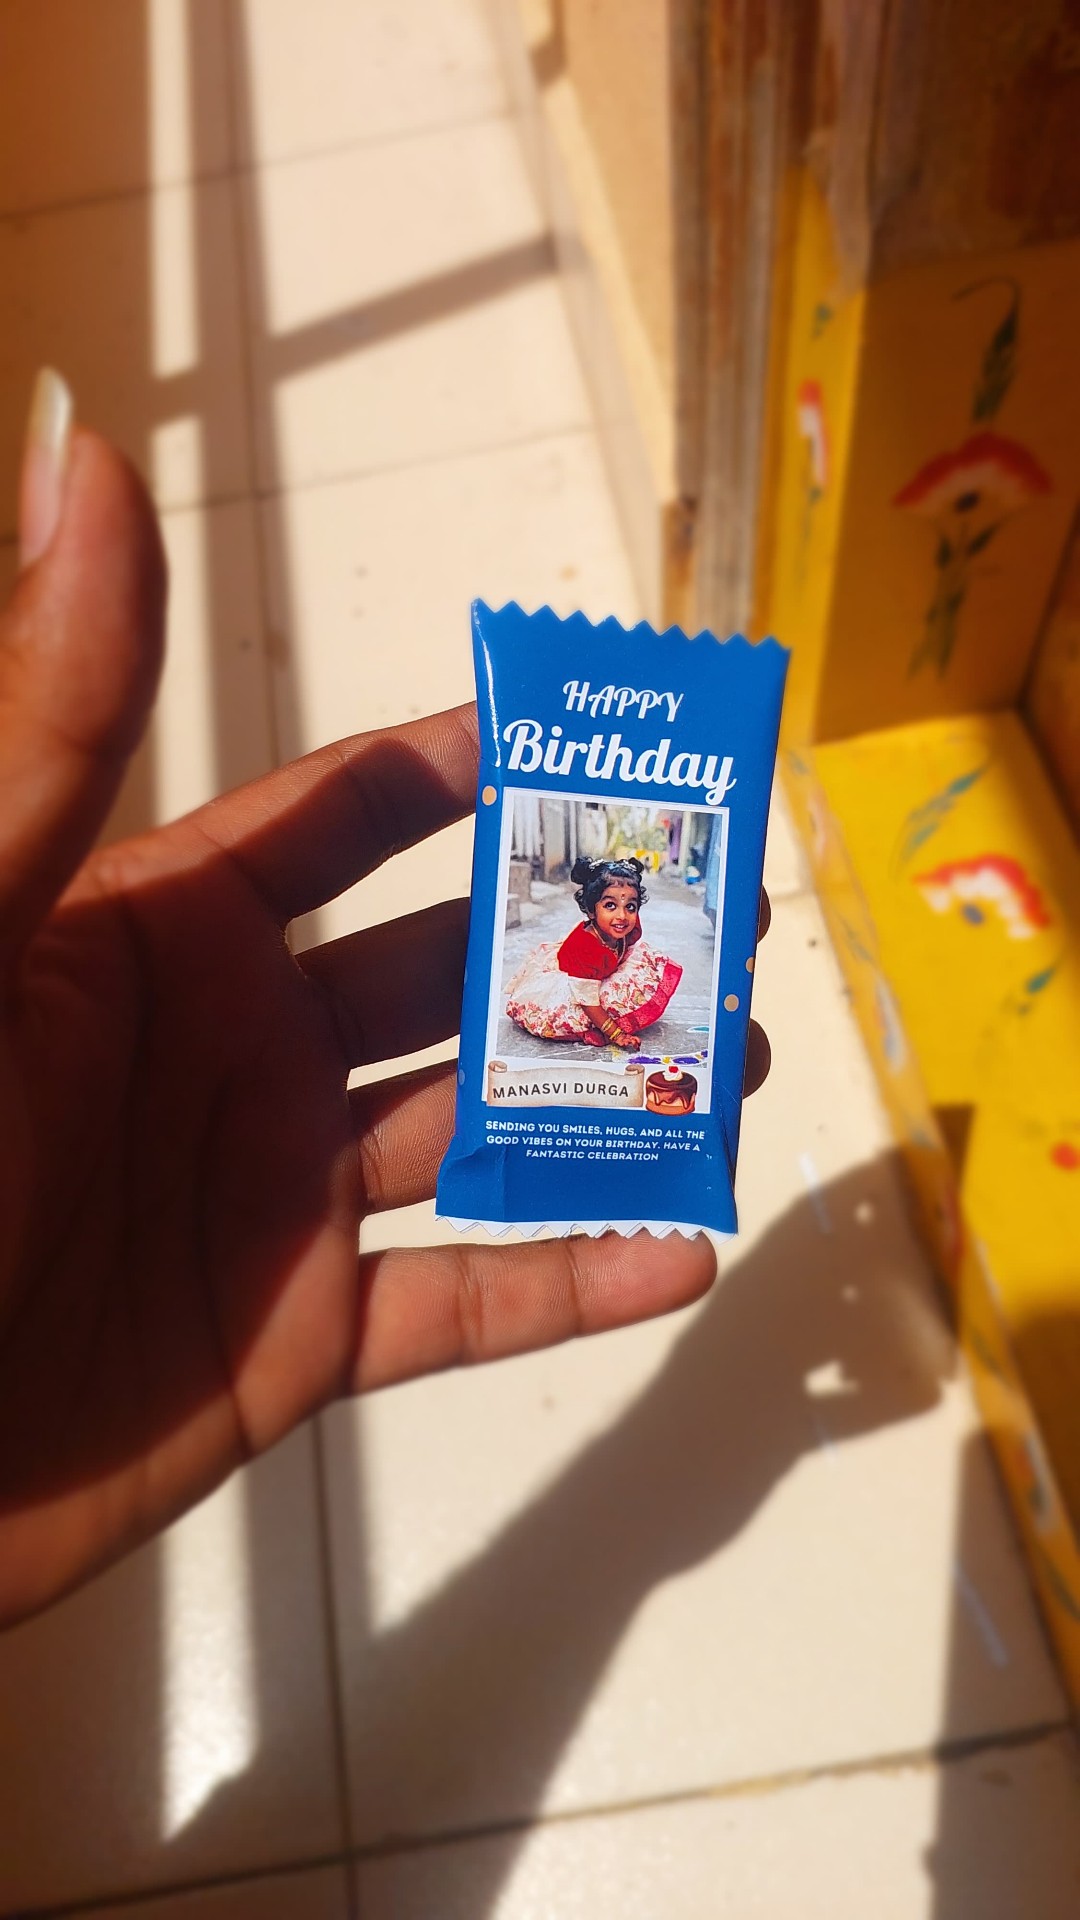 HAPPY
Birthday
MANASVI DURGA
SENDING YOU SMILES, HUGS, AND ALL THE
GOOD VIBES ON YOUR BIRTHDAY. HAVE A
FANTASTIC CELEBRATION